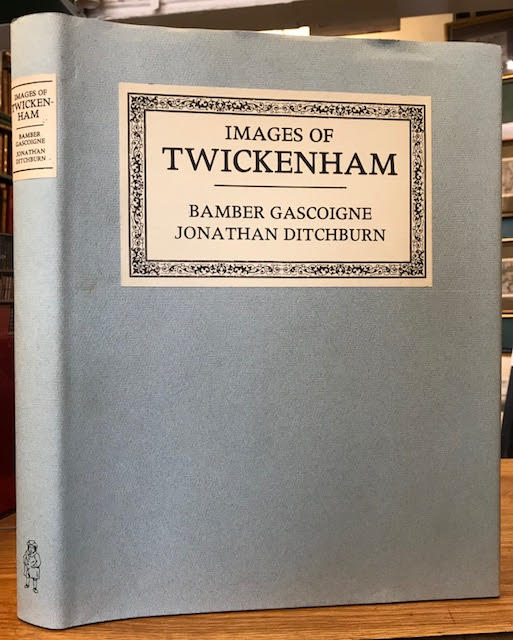 IMAGES OF
TWICKEN-
HAM
BAMBER
GASCOIGNE
JONATHAN
DITCHBURN
IMAGES OF
TWICKENHAM
BAMBER GASCOIGNE
JONATHAN DITCHBURN